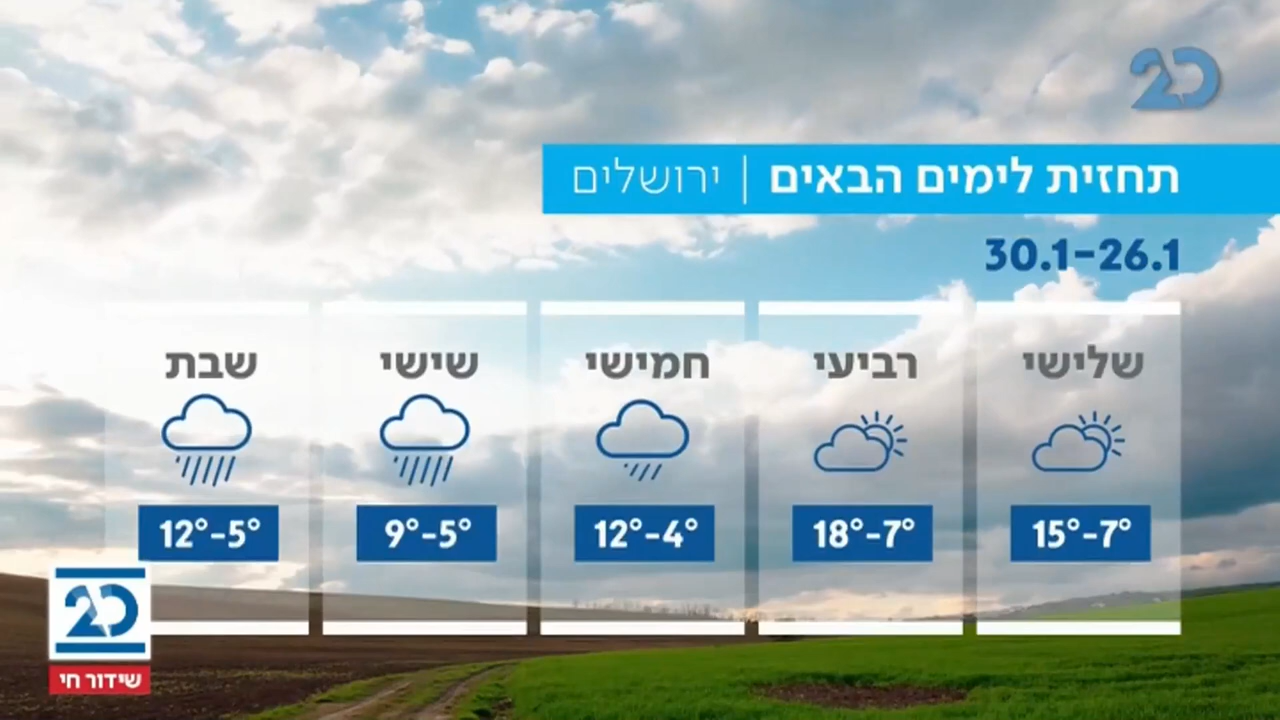 20
תחזית לימים הבאים | ירושלים
30.1-26.1
שלישי
15°-7°
רביעי
18°-7°
חמישי
12°-4°
שישי
9°-5°
שבת
12°-5°
20
שידור חי